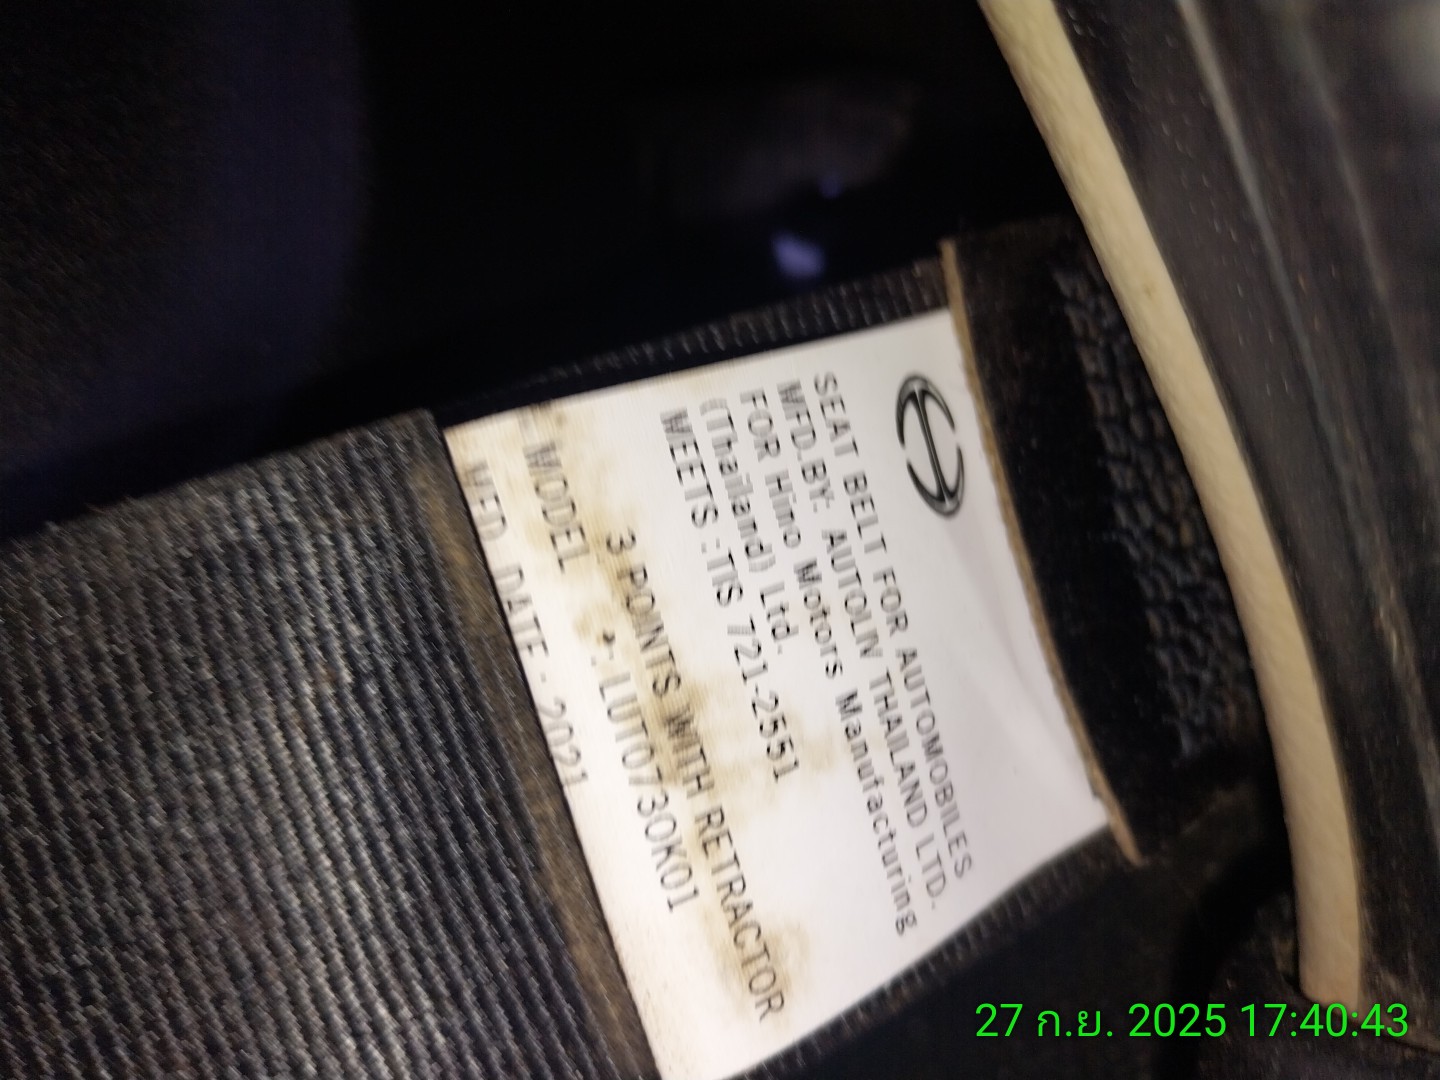 SEAT BELT FOR AUTOMOBILES
MFD.BY: AUTOLIV THAILAND LTD.
FOR Hino Motors Manufacturing
(Thailand) Ltd.
MEETS :TIS 721-2551
3 POINTS WITH RETRACTOR
MODEL : LUT0730K01
MFD DATE - 2021
27 ก.ย. 2025 17:40:43